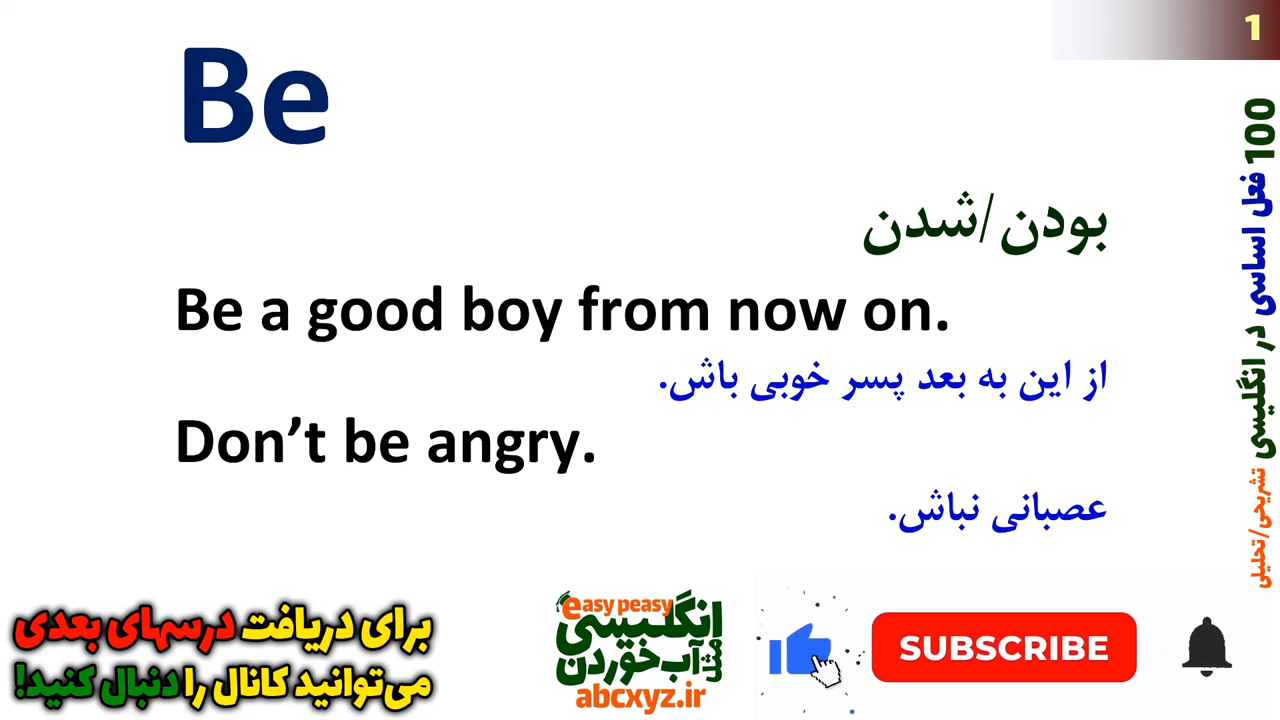 1
Be
بودن/شدن
Be a good boy from now on.
از این به بعد پسر خوبی باش.
Don’t be angry.
عصبانی نباش.
100 فعل اساسی در انگلیسی تشریحی/تحلیلی
برای دریافت درسهای بعدی
می‌توانید کانال را دنبال کنید!
easy peasy
انگلیسی
مثل آب خوردن
abcxyz.ir
SUBSCRIBE